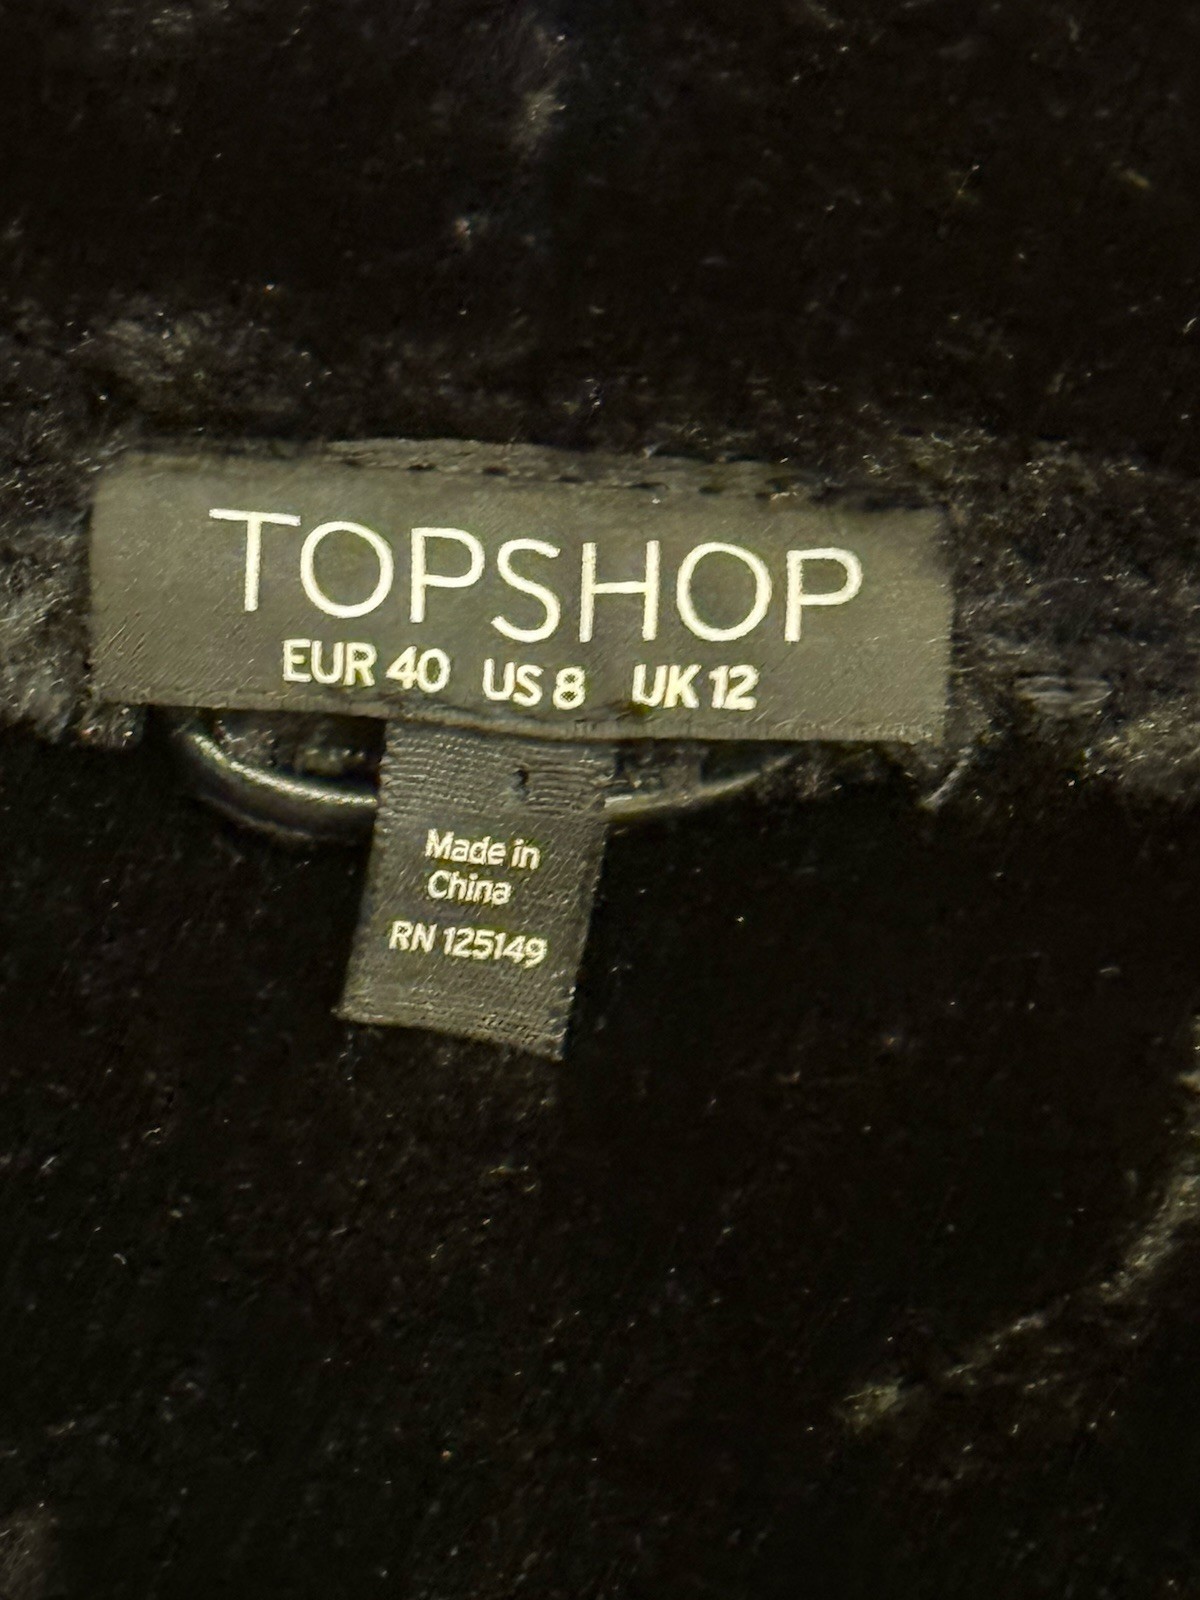 TOPSHOP
EUR 40 US 8 UK 12
Made in
China
RN 125149